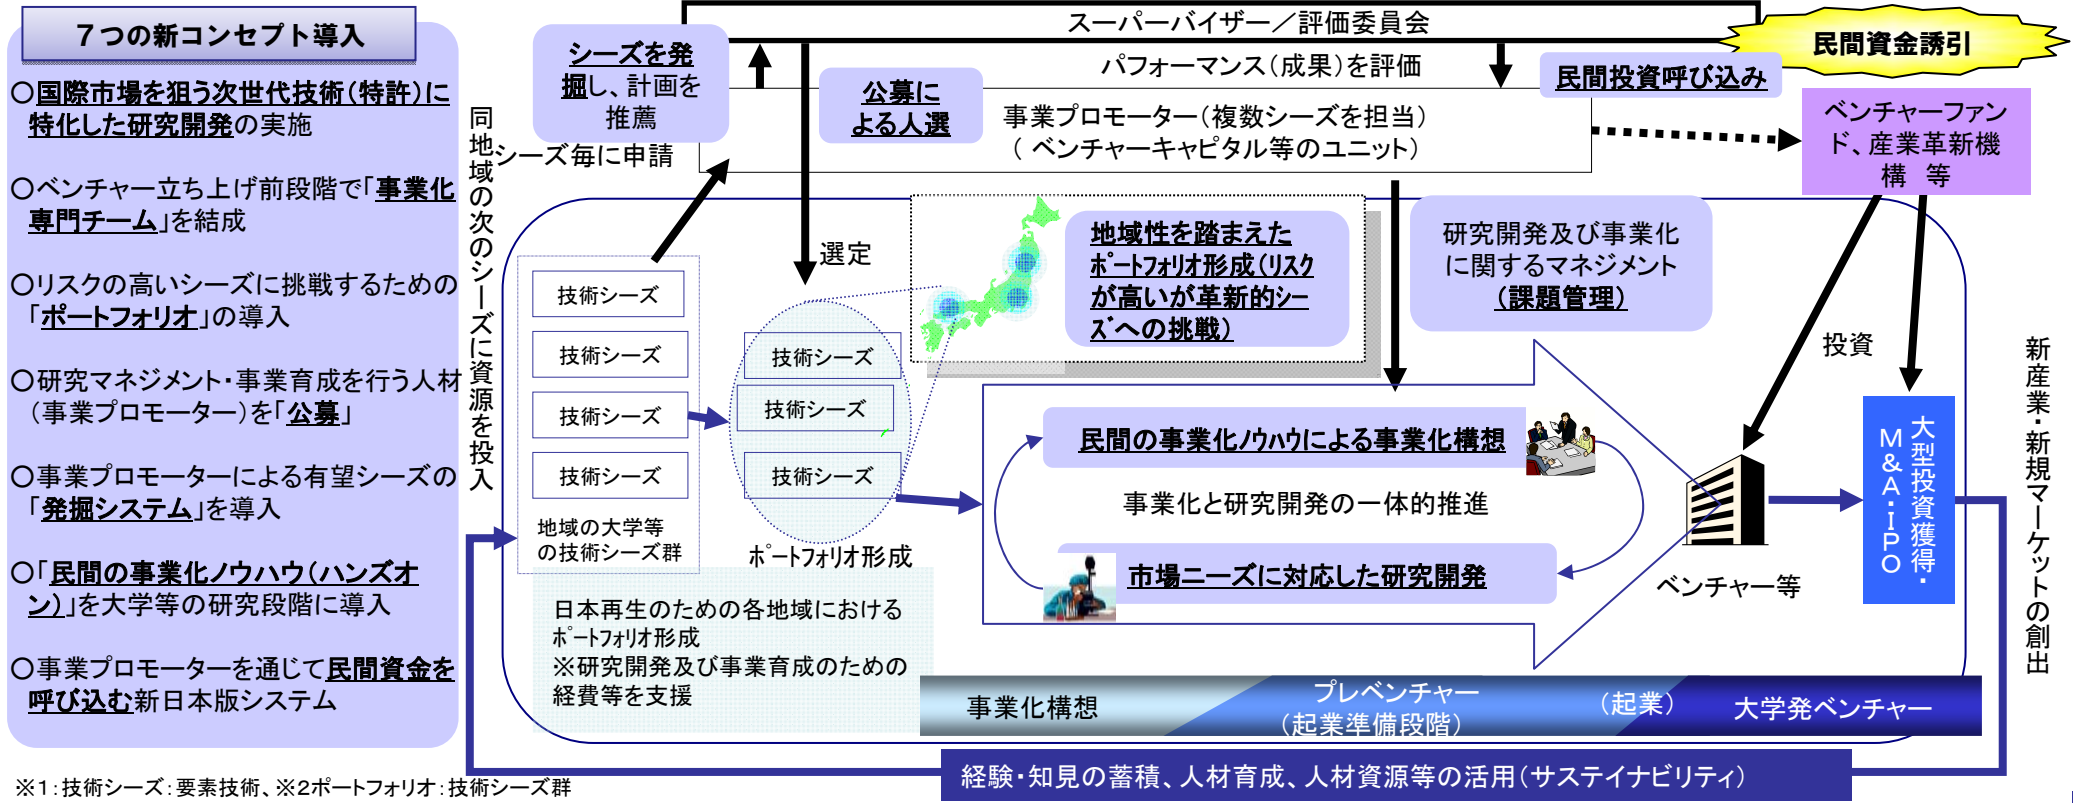 7つの新コンセプト導入
○国際市場を狙う次世代技術(特許)に
特化した研究開発の実施
○ベンチャー立ち上げ前段階で「事業化
専門チーム」を結成
○リスクの高いシーズに挑戦するための
「ポートフォリオ」の導入
○研究マネジメント・事業育成を行う人材
(事業プロモーター)を「公募」
○事業プロモーターによる有望シーズの
「発掘システム」を導入
○「民間の事業化ノウハウ(ハンズオ
ン)」を大学等の研究段階に導入
○事業プロモーターを通じて民間資金を
呼び込む新日本版システム
同地域の次のシーズに資源を投入
スーパーバイザー/評価委員会
民間資金誘引
シーズを発
掘し、計画を
推薦
パフォーマンス(成果)を評価
民間投資呼び込み
公募に
よる人選
事業プロモーター(複数シーズを担当)
( ベンチャーキャピタル等のユニット)
ベンチャーファン
ド、産業革新機
構 等
シーズ毎に申請
選定
地域性を踏まえた
ポートフォリオ形成(リスク
が高いが革新的シー
ズへの挑戦)
研究開発及び事業化
に関するマネジメント
(課題管理)
技術シーズ
技術シーズ
技術シーズ
技術シーズ
地域の大学等
の技術シーズ群
技術シーズ
技術シーズ
技術シーズ
ポートフォリオ形成
投資
民間の事業化ノウハウによる事業化構想
事業化と研究開発の一体的推進
市場ニーズに対応した研究開発
ベンチャー等
大型投資獲得・
M&A・IPO
新産業・新規マーケットの創出
日本再生のための各地域における
ポートフォリオ形成
※研究開発及び事業育成のための
経費等を支援
事業化構想
プレベンチャー
(起業準備段階)
(起業)
大学発ベンチャー
経験・知見の蓄積、人材育成、人材資源等の活用(サステイナビリティ)
※1:技術シーズ:要素技術、※2ポートフォリオ:技術シーズ群